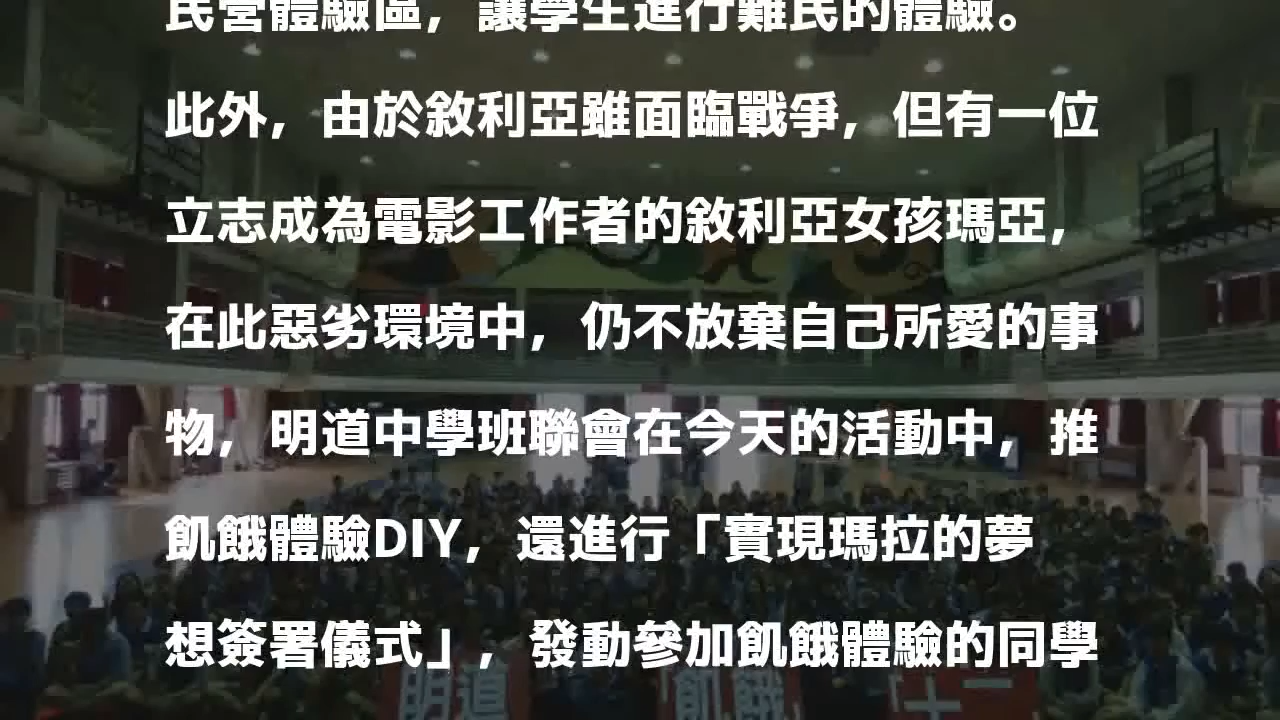 民營體驗區，讓學生進行難民的體驗。
此外，由於敘利亞雖面臨戰爭，但有一位
立志成為電影工作者的敘利亞女孩瑪亞，
在此惡劣環境中，仍不放棄自己所愛的事
物，明道中學班聯會在今天的活動中，推
飢餓體驗DIY，還進行「實現瑪拉的夢
想簽署儀式」，發動參加飢餓體驗的同學
明道
「飢餓
十一